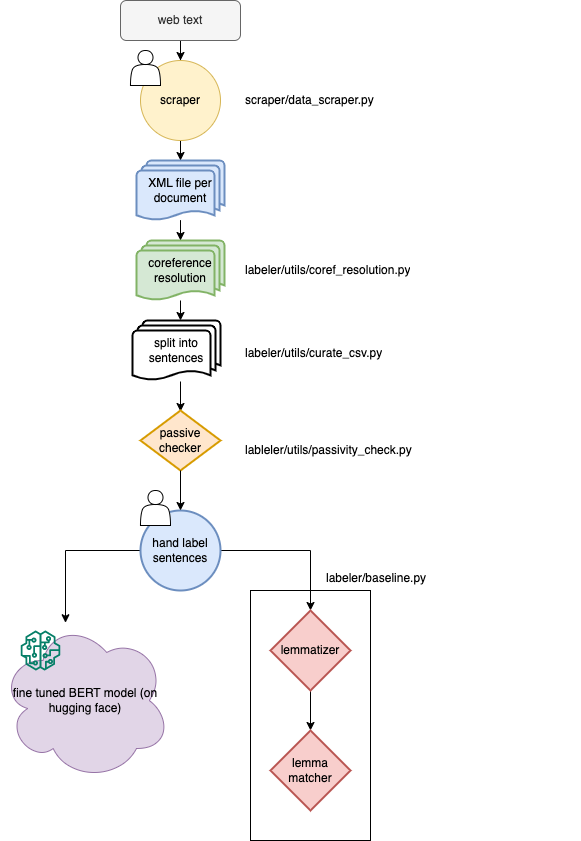 web text
scraper
scraper/data_scraper.py
XML file per
document
coreference
resolution
labeler/utils/coref_resolution.py
split into
sentences
labeler/utils/curate_csv.py
passive
checker
lableler/utils/passivity_check.py
hand label
sentences
labeler/baseline.py
lemmatizer
fine tuned BERT model (on
hugging face)
lemma
matcher